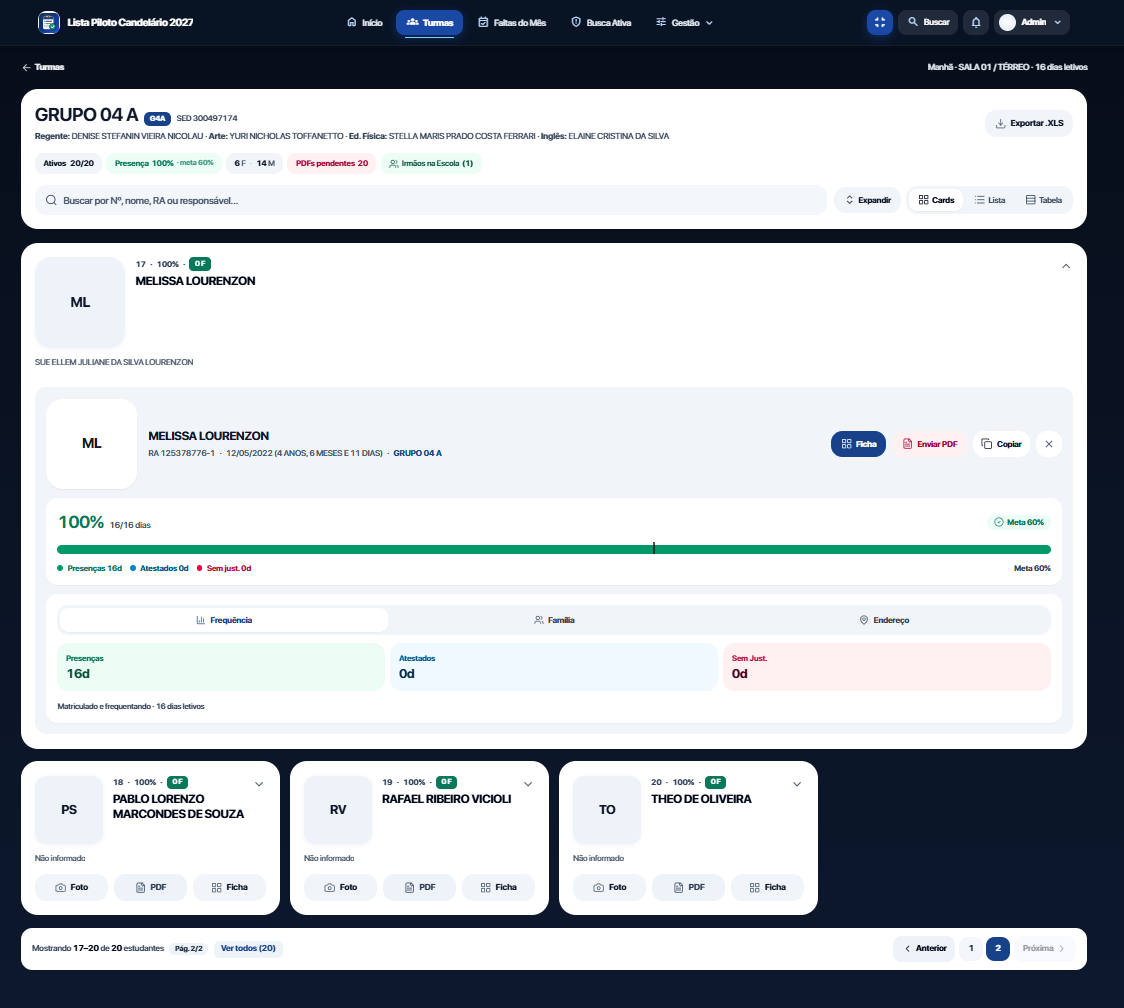 Lista Piloto Candelário 2027
Início
Turmas
Faltas do Mês
Busca Ativa
Gestão
Buscar
Admin
← Turmas
Manhã · SALA 01 / TÉRREO · 16 dias letivos
GRUPO 04 A G4A SED 300497174
Regente: DENISE STEFANIN VIEIRA NICOLAU · Arte: YURI NICHOLAS TOFFANETTO · Ed. Física: STELLA MARIS PRADO COSTA FERRARI · Inglês: ELAINE CRISTINA DA SILVA
Exportar .XLS
Ativos 20/20
Presença 100% · meta 60%
6 F · 14 M
PDFs pendentes 20
Irmãos na Escola (1)
Buscar por Nº, nome, RA ou responsável...
Expandir
Cards
Lista
Tabela
ML
17 · 100% · OF
MELISSA LOURENZON
SUE ELLEM JULIANE DA SILVA LOURENZON
ML
MELISSA LOURENZON
RA 125378776-1 · 12/05/2022 (4 ANOS, 6 MESES E 11 DIAS) · GRUPO 04 A
Ficha
Enviar PDF
Copiar
100% 16/16 dias
Meta 60%
Presenças 16d
Atestados 0d
Sem just. 0d
Meta 60%
Frequência
Família
Endereço
Presenças
16d
Atestados
0d
Sem Just.
0d
Matriculado e frequentando · 16 dias letivos
PS
18 · 100% · OF
PABLO LORENZO
MARCONDES DE SOUZA
Não informado
Foto
PDF
Ficha
RV
19 · 100% · OF
RAFAEL RIBEIRO VICIOLI
Não informado
Foto
PDF
Ficha
TO
20 · 100% · OF
THEO DE OLIVEIRA
Não informado
Foto
PDF
Ficha
Mostrando 17–20 de 20 estudantes
Pág. 2/2
Ver todos (20)
Anterior
1
2
Próxima